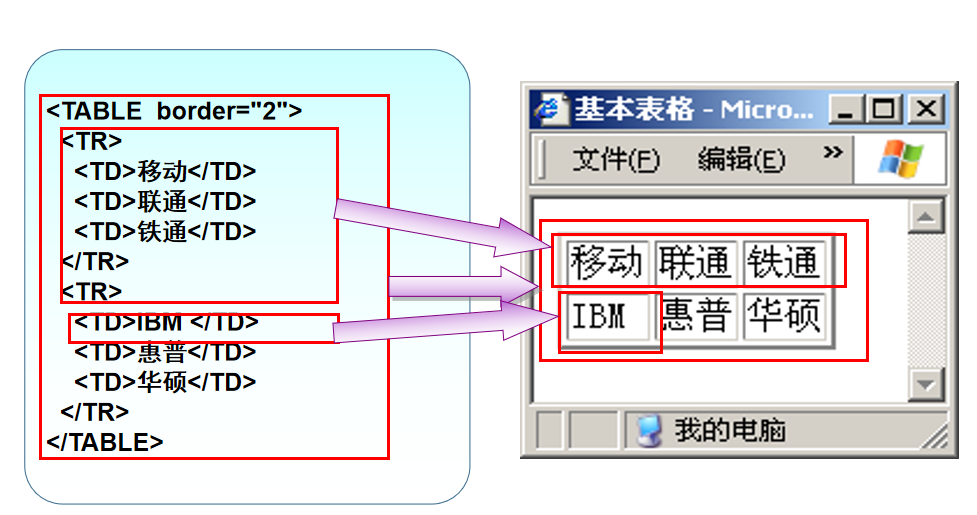 <TABLE  border="2">
<TR>
<TD>移动</TD>
<TD>联通</TD>
<TD>铁通</TD>
</TR>
<TR>
<TD>IBM </TD>
<TD>惠普</TD>
<TD>华硕</TD>
</TR>
</TABLE>
基本表格 - Micro...
文件(F) 编辑(E) »
移动 联通 铁通
IBM 惠普 华硕
我的电脑